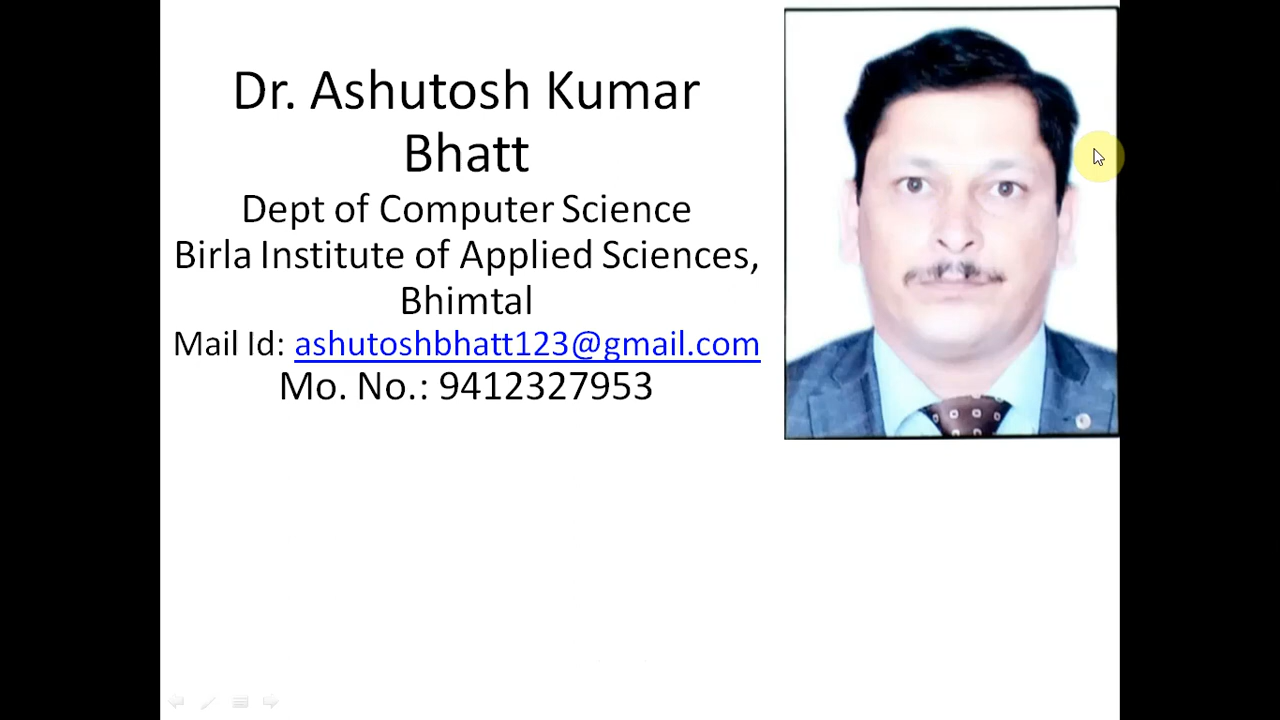 Dr. Ashutosh Kumar
Bhatt
Dept of Computer Science
Birla Institute of Applied Sciences,
Bhimtal
Mail Id: ashutoshbhatt123@gmail.com
Mo. No.: 9412327953